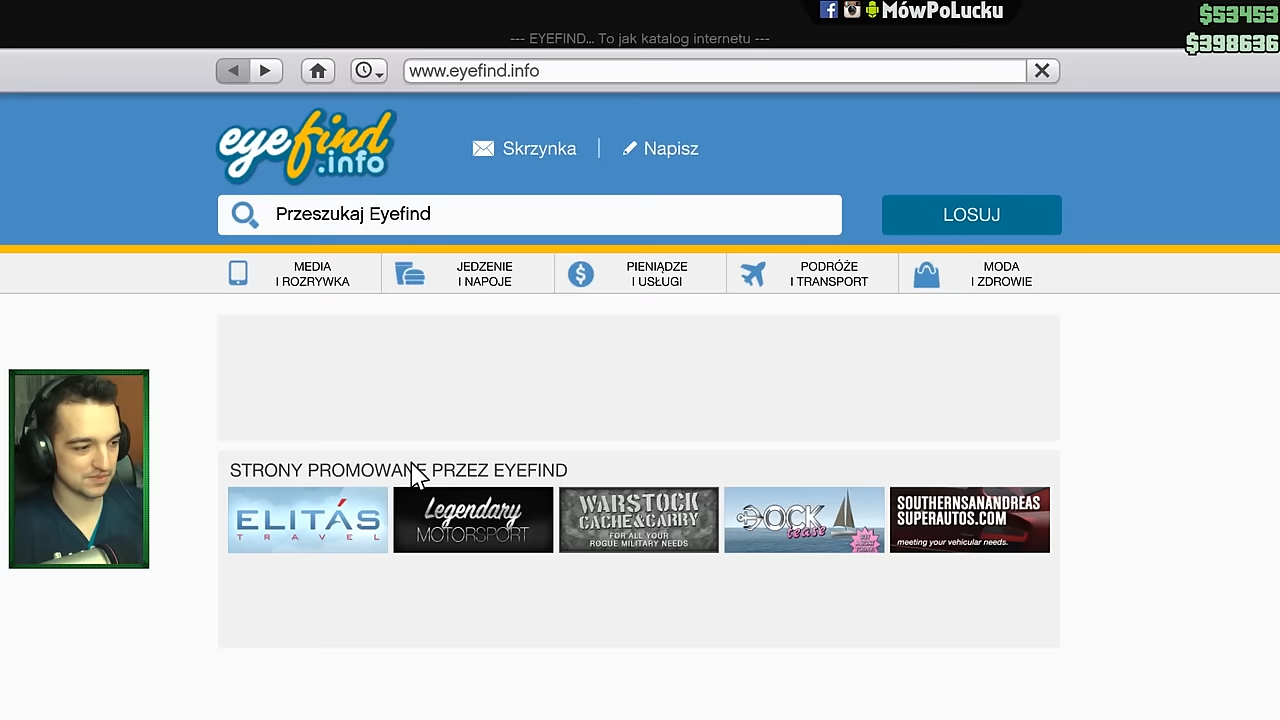 MówPoLucku
$53453
--- EYEFIND... To jak katalog internetu ---
$398636
www.eyefind.info
eyefind
.info
Skrzynka
Napisz
Przeszukaj Eyefind
LOSUJ
MEDIA
I ROZRYWKA
JEDZENIE
I NAPOJE
PIENIĄDZE
I USŁUGI
PODRÓŻE
I TRANSPORT
MODA
I ZDROWIE
STRONY PROMOWANE PRZEZ EYEFIND
ELITÁS
TRAVEL
Legendary
MOTORSPORT
WARSTOCK
CACHE&CARRY
FOR ALL YOUR
ROGUE MILITARY NEEDS
DOCK
tease
SOUTHERNSANANDREAS
SUPERAUTOS.COM
meeting your vehicular needs.